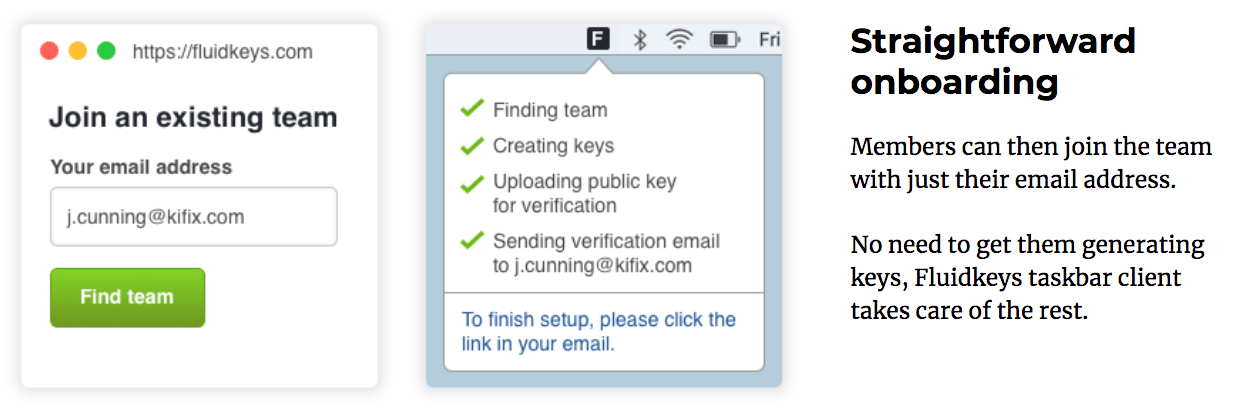 https://fluidkeys.com
Join an existing team
Your email address
j.cunning@kifix.com
Find team
F
Fri
Finding team
Creating keys
Uploading public key
for verification
Sending verification email
to j.cunning@kifix.com
To finish setup, please click the
link in your email.
Straightforward
onboarding
Members can then join the team
with just their email address.
No need to get them generating
keys, Fluidkeys taskbar client
takes care of the rest.